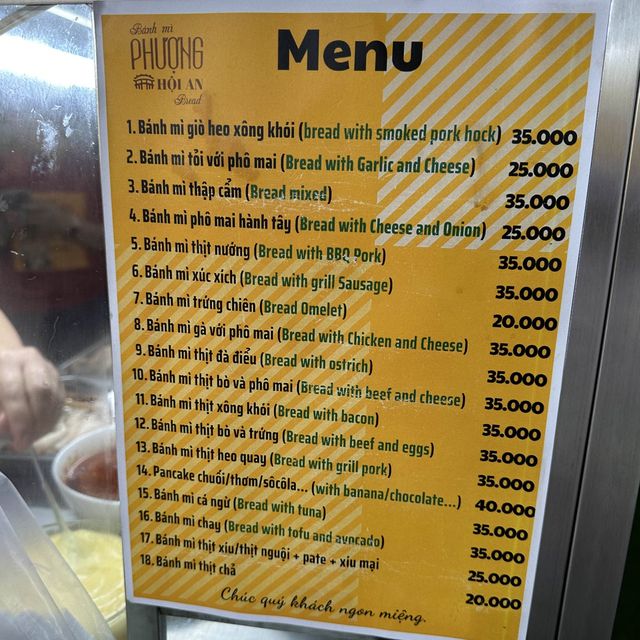 Bánh mì
PHƯỢNG
HỘI AN
Bread
Menu
1. Bánh mì giò heo xông khói (bread with smoked pork hock) 35.000
2. Bánh mì tỏi với phô mai (Bread with Garlic and Cheese) 25.000
3. Bánh mì thập cẩm (Bread mixed) 35.000
4. Bánh mì phô mai hành tây (Bread with Cheese and Onion) 25.000
5. Bánh mì thịt nướng (Bread with BBQ Pork) 35.000
6. Bánh mì xúc xích (Bread with grill Sausage) 35.000
7. Bánh mì trứng chiên (Bread Omelet) 20.000
8. Bánh mì gà với phô mai (Bread with Chicken and Cheese) 35.000
9. Bánh mì thịt đà điểu (Bread with ostrich) 35.000
10. Bánh mì thịt bò và phô mai (Bread with beef and cheese) 35.000
11. Bánh mì thịt xông khói (Bread with bacon) 35.000
12. Bánh mì thịt bò và trứng (Bread with beef and eggs) 35.000
13. Bánh mì thịt heo quay (Bread with grill pork) 35.000
14. Pancake chuối/thơm/sôcôla... (with banana/chocolate...) 40.000
15. Bánh mì cá ngừ (Bread with tuna) 35.000
16. Bánh mì chay (Bread with tofu and avocado) 35.000
17. Bánh mì thịt xíu/thịt nguội + pate + xíu mại 25.000
18. Bánh mì thịt chả 20.000
Chúc quý khách ngon miệng.